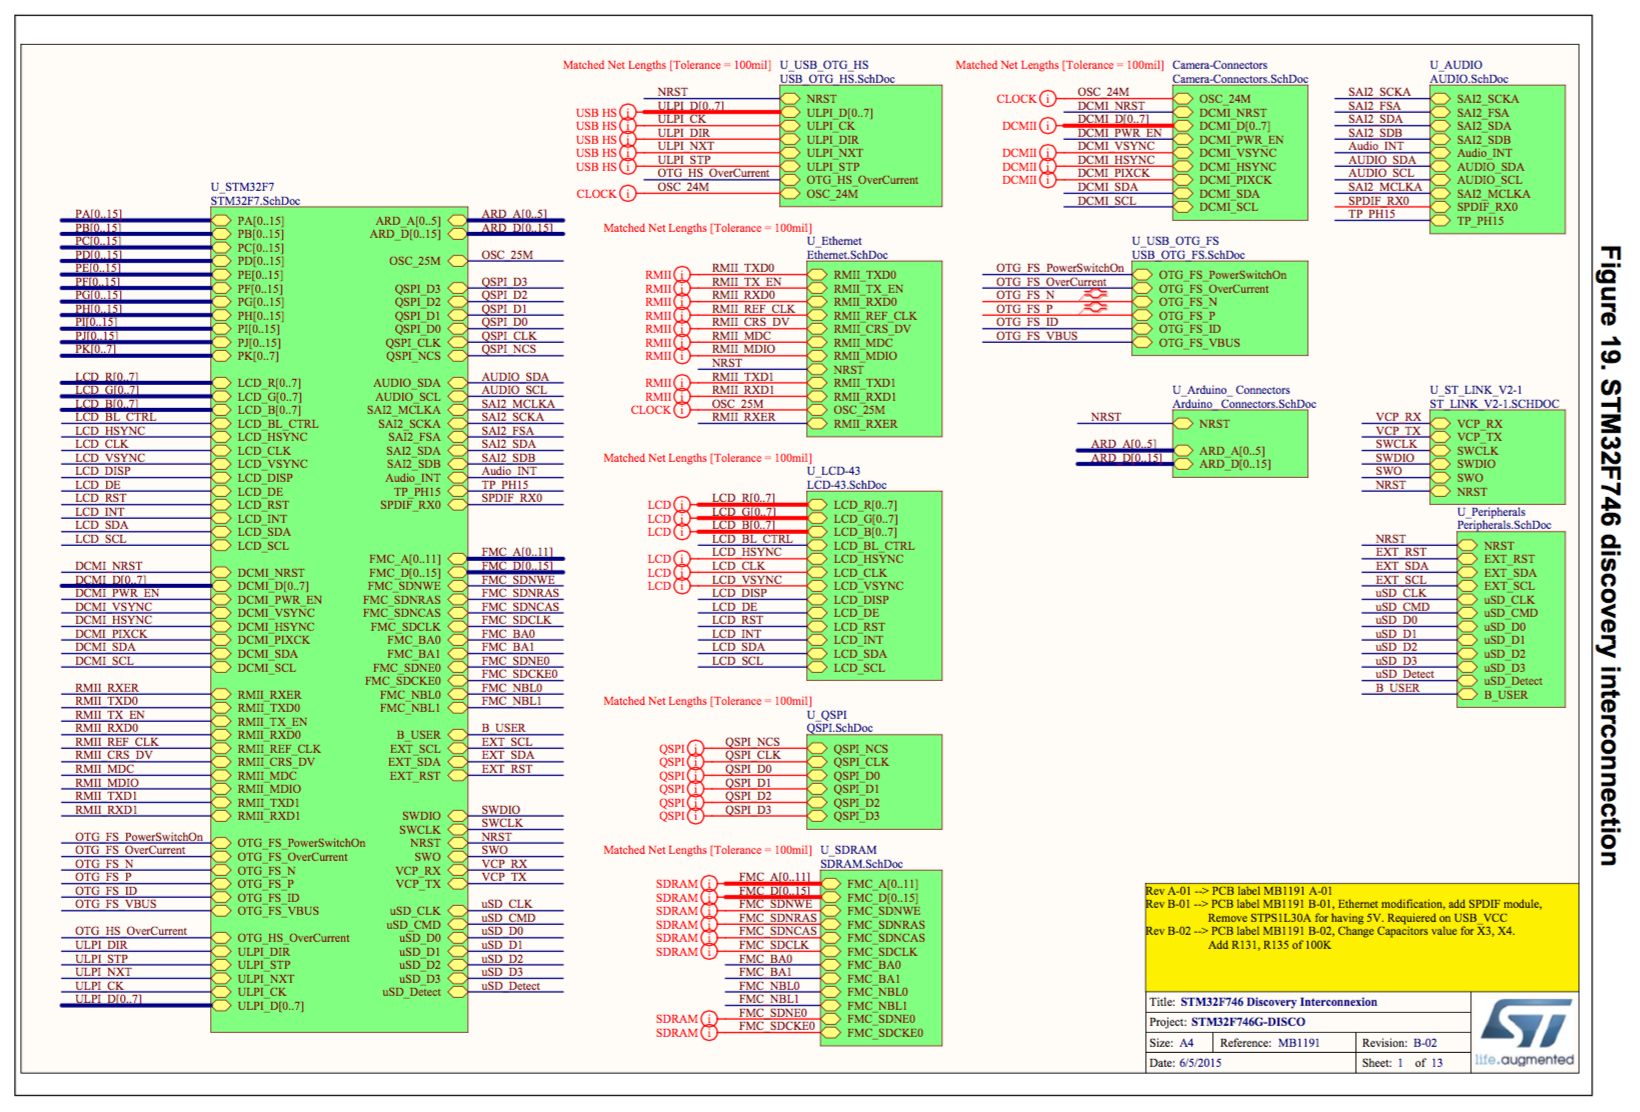 Figure 19. STM32F746 discovery interconnection
U_STM32F7
STM32F7.SchDoc
PA[0..15]
PB[0..15]
PC[0..15]
PD[0..15]
PE[0..15]
PF[0..15]
PG[0..15]
PH[0..15]
PI[0..15]
PJ[0..15]
PK[0..7]
LCD_R[0..7]
LCD_G[0..7]
LCD_B[0..7]
LCD_BL_CTRL
LCD_HSYNC
LCD_CLK
LCD_VSYNC
LCD_DISP
LCD_DE
LCD_RST
LCD_INT
LCD_SDA
LCD_SCL
DCMI_NRST
DCMI_D[0..7]
DCMI_PWR_EN
DCMI_VSYNC
DCMI_HSYNC
DCMI_PIXCK
DCMI_SDA
DCMI_SCL
RMII_RXER
RMII_TXD0
RMII_TX_EN
RMII_RXD0
RMII_REF_CLK
RMII_CRS_DV
RMII_MDC
RMII_MDIO
RMII_TXD1
RMII_RXD1
OTG_FS_PowerSwitchOn
OTG_FS_OverCurrent
OTG_FS_N
OTG_FS_P
OTG_FS_ID
OTG_FS_VBUS
OTG_HS_OverCurrent
ULPI_DIR
ULPI_STP
ULPI_NXT
ULPI_CK
ULPI_D[0..7]
PA[0..15]
PB[0..15]
PC[0..15]
PD[0..15]
PE[0..15]
PF[0..15]
PG[0..15]
PH[0..15]
PI[0..15]
PJ[0..15]
PK[0..7]
LCD_R[0..7]
LCD_G[0..7]
LCD_B[0..7]
LCD_BL_CTRL
LCD_HSYNC
LCD_CLK
LCD_VSYNC
LCD_DISP
LCD_DE
LCD_RST
LCD_INT
LCD_SDA
LCD_SCL
DCMI_NRST
DCMI_D[0..7]
DCMI_PWR_EN
DCMI_VSYNC
DCMI_HSYNC
DCMI_PIXCK
DCMI_SDA
DCMI_SCL
RMII_RXER
RMII_TXD0
RMII_TX_EN
RMII_RXD0
RMII_REF_CLK
RMII_CRS_DV
RMII_MDC
RMII_MDIO
RMII_TXD1
RMII_RXD1
OTG_FS_PowerSwitchOn
OTG_FS_OverCurrent
OTG_FS_N
OTG_FS_P
OTG_FS_ID
OTG_FS_VBUS
OTG_HS_OverCurrent
ULPI_DIR
ULPI_STP
ULPI_NXT
ULPI_CK
ULPI_D[0..7]
ARD_A[0..5]
ARD_D[0..15]
OSC_25M
QSPI_D3
QSPI_D2
QSPI_D1
QSPI_D0
QSPI_CLK
QSPI_NCS
AUDIO_SDA
AUDIO_SCL
SAI2_MCLKA
SAI2_SCKA
SAI2_FSA
SAI2_SDA
SAI2_SDB
Audio_INT
TP_PH15
SPDIF_RX0
FMC_A[0..11]
FMC_D[0..15]
FMC_SDNWE
FMC_SDNRAS
FMC_SDNCAS
FMC_SDCLK
FMC_BA0
FMC_BA1
FMC_SDNE0
FMC_SDCKE0
FMC_NBL0
FMC_NBL1
B_USER
EXT_SCL
EXT_SDA
EXT_RST
SWDIO
SWCLK
NRST
SWO
VCP_RX
VCP_TX
uSD_CLK
uSD_CMD
uSD_D0
uSD_D1
uSD_D2
uSD_D3
uSD_Detect
ARD_A[0..5]
ARD_D[0..15]
OSC_25M
QSPI_D3
QSPI_D2
QSPI_D1
QSPI_D0
QSPI_CLK
QSPI_NCS
AUDIO_SDA
AUDIO_SCL
SAI2_MCLKA
SAI2_SCKA
SAI2_FSA
SAI2_SDA
SAI2_SDB
Audio_INT
TP_PH15
SPDIF_RX0
FMC_A[0..11]
FMC_D[0..15]
FMC_SDNWE
FMC_SDNRAS
FMC_SDNCAS
FMC_SDCLK
FMC_BA0
FMC_BA1
FMC_SDNE0
FMC_SDCKE0
FMC_NBL0
FMC_NBL1
B_USER
EXT_SCL
EXT_SDA
EXT_RST
SWDIO
SWCLK
NRST
SWO
VCP_RX
VCP_TX
uSD_CLK
uSD_CMD
uSD_D0
uSD_D1
uSD_D2
uSD_D3
uSD_Detect
Matched Net Lengths [Tolerance = 100mil]
U_USB_OTG_HS
USB_OTG_HS.SchDoc
NRST NRST
USB HS i ULPI_D[0..7] ULPI_D[0..7]
USB HS i ULPI_CK ULPI_CK
USB HS i ULPI_DIR ULPI_DIR
USB HS i ULPI_NXT ULPI_NXT
USB HS i ULPI_STP ULPI_STP
OTG_HS_OverCurrent OTG_HS_OverCurrent
CLOCK i OSC_24M OSC_24M
Matched Net Lengths [Tolerance = 100mil]
U_Ethernet
Ethernet.SchDoc
RMII i RMII_TXD0 RMII_TXD0
RMII i RMII_TX_EN RMII_TX_EN
RMII i RMII_RXD0 RMII_RXD0
RMII i RMII_REF_CLK RMII_REF_CLK
RMII i RMII_CRS_DV RMII_CRS_DV
RMII i RMII_MDC RMII_MDC
RMII i RMII_MDIO RMII_MDIO
NRST NRST
RMII i RMII_TXD1 RMII_TXD1
RMII i RMII_RXD1 RMII_RXD1
CLOCK i OSC_25M OSC_25M
RMII_RXER RMII_RXER
Matched Net Lengths [Tolerance = 100mil]
U_LCD-43
LCD-43.SchDoc
LCD i LCD_R[0..7] LCD_R[0..7]
LCD i LCD_G[0..7] LCD_G[0..7]
LCD i LCD_B[0..7] LCD_B[0..7]
LCD_BL_CTRL LCD_BL_CTRL
LCD i LCD_HSYNC LCD_HSYNC
LCD i LCD_CLK LCD_CLK
LCD i LCD_VSYNC LCD_VSYNC
LCD_DISP LCD_DISP
LCD_DE LCD_DE
LCD_RST LCD_RST
LCD_INT LCD_INT
LCD_SDA LCD_SDA
LCD_SCL LCD_SCL
Matched Net Lengths [Tolerance = 100mil]
U_QSPI
QSPI.SchDoc
QSPI i QSPI_NCS QSPI_NCS
QSPI i QSPI_CLK QSPI_CLK
QSPI i QSPI_D0 QSPI_D0
QSPI i QSPI_D1 QSPI_D1
QSPI i QSPI_D2 QSPI_D2
QSPI i QSPI_D3 QSPI_D3
Matched Net Lengths [Tolerance = 100mil]
U_SDRAM
SDRAM.SchDoc
SDRAM i FMC_A[0..11] FMC_A[0..11]
SDRAM i FMC_D[0..15] FMC_D[0..15]
SDRAM i FMC_SDNWE FMC_SDNWE
SDRAM i FMC_SDNRAS FMC_SDNRAS
SDRAM i FMC_SDNCAS FMC_SDNCAS
SDRAM i FMC_SDCLK FMC_SDCLK
FMC_BA0 FMC_BA0
FMC_BA1 FMC_BA1
FMC_NBL0 FMC_NBL0
FMC_NBL1 FMC_NBL1
SDRAM i FMC_SDNE0 FMC_SDNE0
SDRAM i FMC_SDCKE0 FMC_SDCKE0
Matched Net Lengths [Tolerance = 100mil]
Camera-Connectors
Camera-Connectors.SchDoc
CLOCK i OSC_24M OSC_24M
DCMI_NRST DCMI_NRST
DCMII i DCMI_D[0..7] DCMI_D[0..7]
DCMI_PWR_EN DCMI_PWR_EN
DCMII i DCMI_VSYNC DCMI_VSYNC
DCMII i DCMI_HSYNC DCMI_HSYNC
DCMII i DCMI_PIXCK DCMI_PIXCK
DCMI_SDA DCMI_SDA
DCMI_SCL DCMI_SCL
U_USB_OTG_FS
USB_OTG_FS.SchDoc
OTG_FS_PowerSwitchOn OTG_FS_PowerSwitchOn
OTG_FS_OverCurrent OTG_FS_OverCurrent
OTG_FS_N OTG_FS_N
OTG_FS_P OTG_FS_P
OTG_FS_ID OTG_FS_ID
OTG_FS_VBUS OTG_FS_VBUS
U_Arduino_ Connectors
Arduino_ Connectors.SchDoc
NRST NRST
ARD_A[0..5] ARD_A[0..5]
ARD_D[0..15] ARD_D[0..15]
U_AUDIO
AUDIO.SchDoc
SAI2_SCKA SAI2_SCKA
SAI2_FSA SAI2_FSA
SAI2_SDA SAI2_SDA
SAI2_SDB SAI2_SDB
Audio_INT Audio_INT
AUDIO_SDA AUDIO_SDA
AUDIO_SCL AUDIO_SCL
SAI2_MCLKA SAI2_MCLKA
SPDIF_RX0 SPDIF_RX0
TP_PH15 TP_PH15
U_ST_LINK_V2-1
ST_LINK_V2-1.SCHDOC
VCP_RX VCP_RX
VCP_TX VCP_TX
SWCLK SWCLK
SWDIO SWDIO
SWO SWO
NRST NRST
U_Peripherals
Peripherals.SchDoc
NRST NRST
EXT_RST EXT_RST
EXT_SDA EXT_SDA
EXT_SCL EXT_SCL
uSD_CLK uSD_CLK
uSD_CMD uSD_CMD
uSD_D0 uSD_D0
uSD_D1 uSD_D1
uSD_D2 uSD_D2
uSD_D3 uSD_D3
uSD_Detect uSD_Detect
B_USER B_USER
Rev A-01 --> PCB label MB1191 A-01
Rev B-01 --> PCB label MB1191 B-01, Ethernet modification, add SPDIF module,
Remove STPS1L30A for having 5V. Requiered on USB_VCC
Rev B-02 --> PCB label MB1191 B-02, Change Capacitors value for X3, X4.
Add R131, R135 of 100K
Title: STM32F746 Discovery Interconnexion
Project: STM32F746G-DISCO
Size: A4 Reference: MB1191 Revision: B-02
Date: 6/5/2015 Sheet: 1 of 13
ST
life.augmented